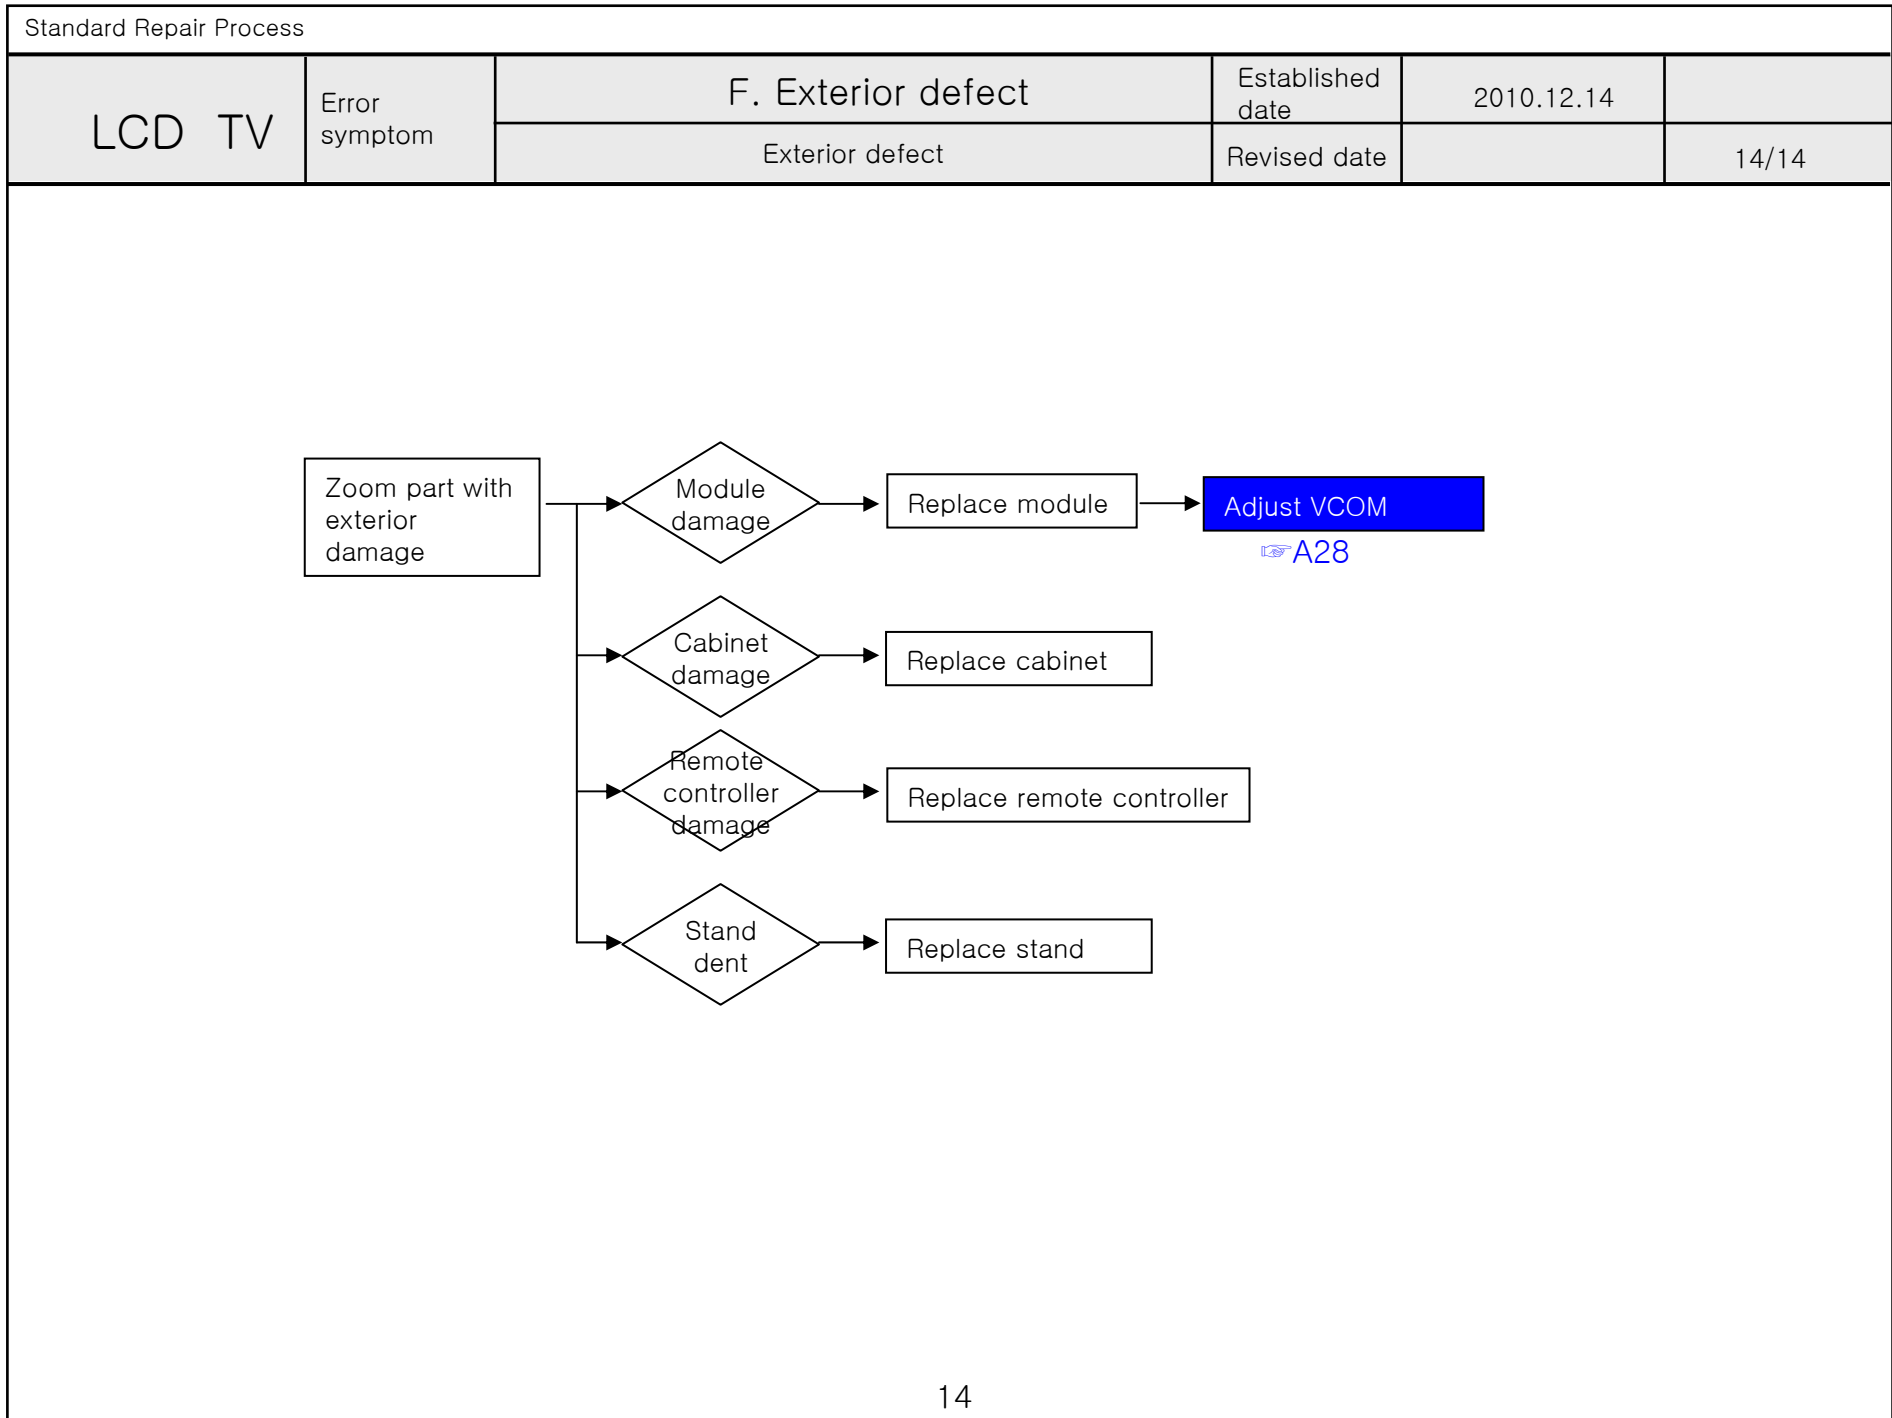 Standard Repair Process
LCD TV
Error
symptom
F. Exterior defect
Established
date
2010.12.14
Exterior defect
Revised date
14/14
Zoom part with
exterior
damage
Module
damage
Replace module
Adjust VCOM
☞A28
Cabinet
damage
Replace cabinet
Remote
controller
damage
Replace remote controller
Stand
dent
Replace stand
14